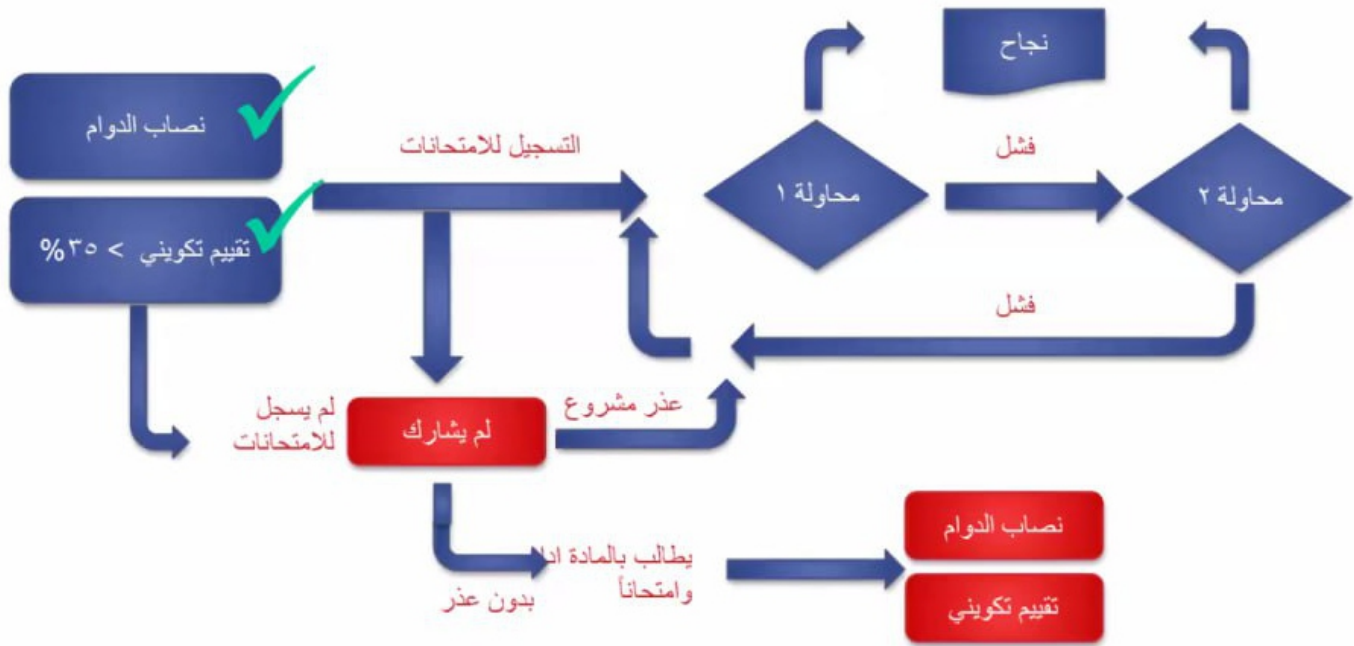 نجاح
نصاب الدوام
التسجيل للامتحانات
فشل
محاولة ١
محاولة ٢
تقييم تكويني > ٣٥%
فشل
لم يسجل
للامتحانات
لم يشارك
عذر مشروع
نصاب الدوام
يطالب بالمادة
وامتحاناً
بدون عذر
تقييم تكويني